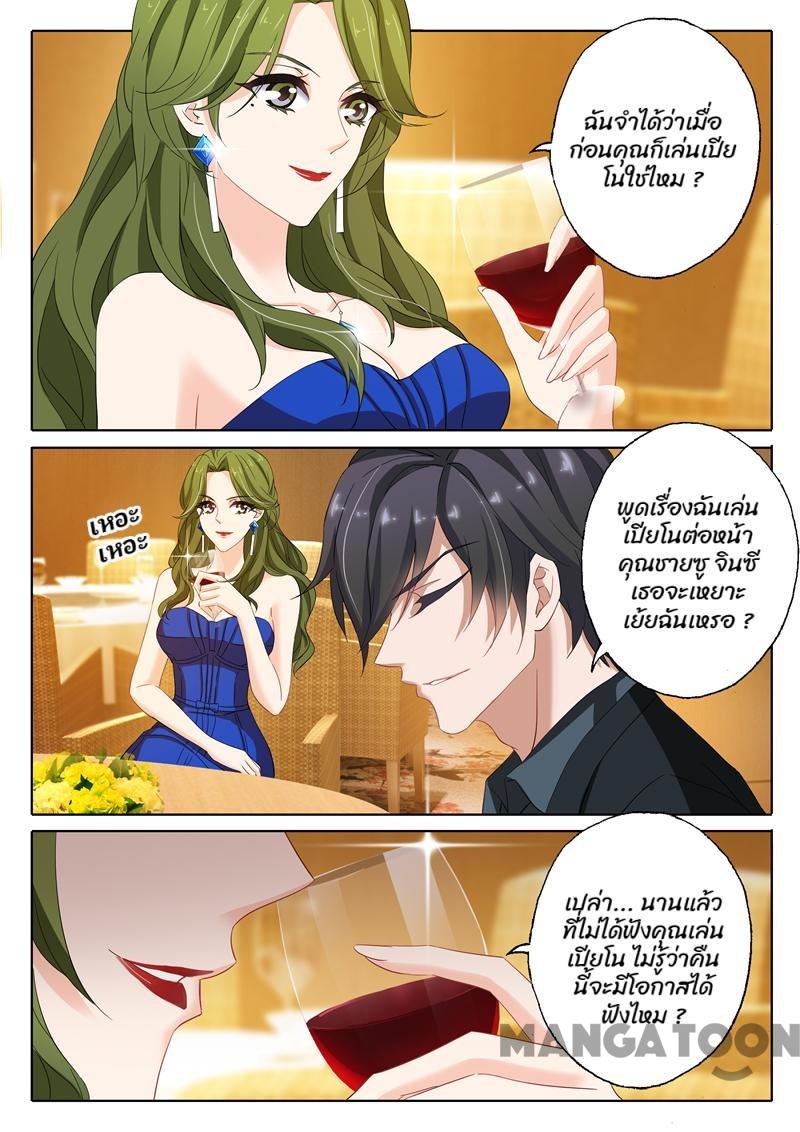 ฉันจำได้ว่าเมื่อ
ก่อนคุณก็เล่นเปีย
โนใช่ไหม ?
เหอะ
เหอะ
พูดเรื่องฉันเล่น
เปียโนต่อหน้า
คุณชายซู จินซี
เธอจะเหยาะ
เย้ยฉันเหรอ ?
เปล่า... นานแล้ว
ที่ไม่ได้ฟังคุณเล่น
เปียโน ไม่รู้ว่าคืน
นี้จะมีโอกาสได้
ฟังไหม ?
MANGATOON